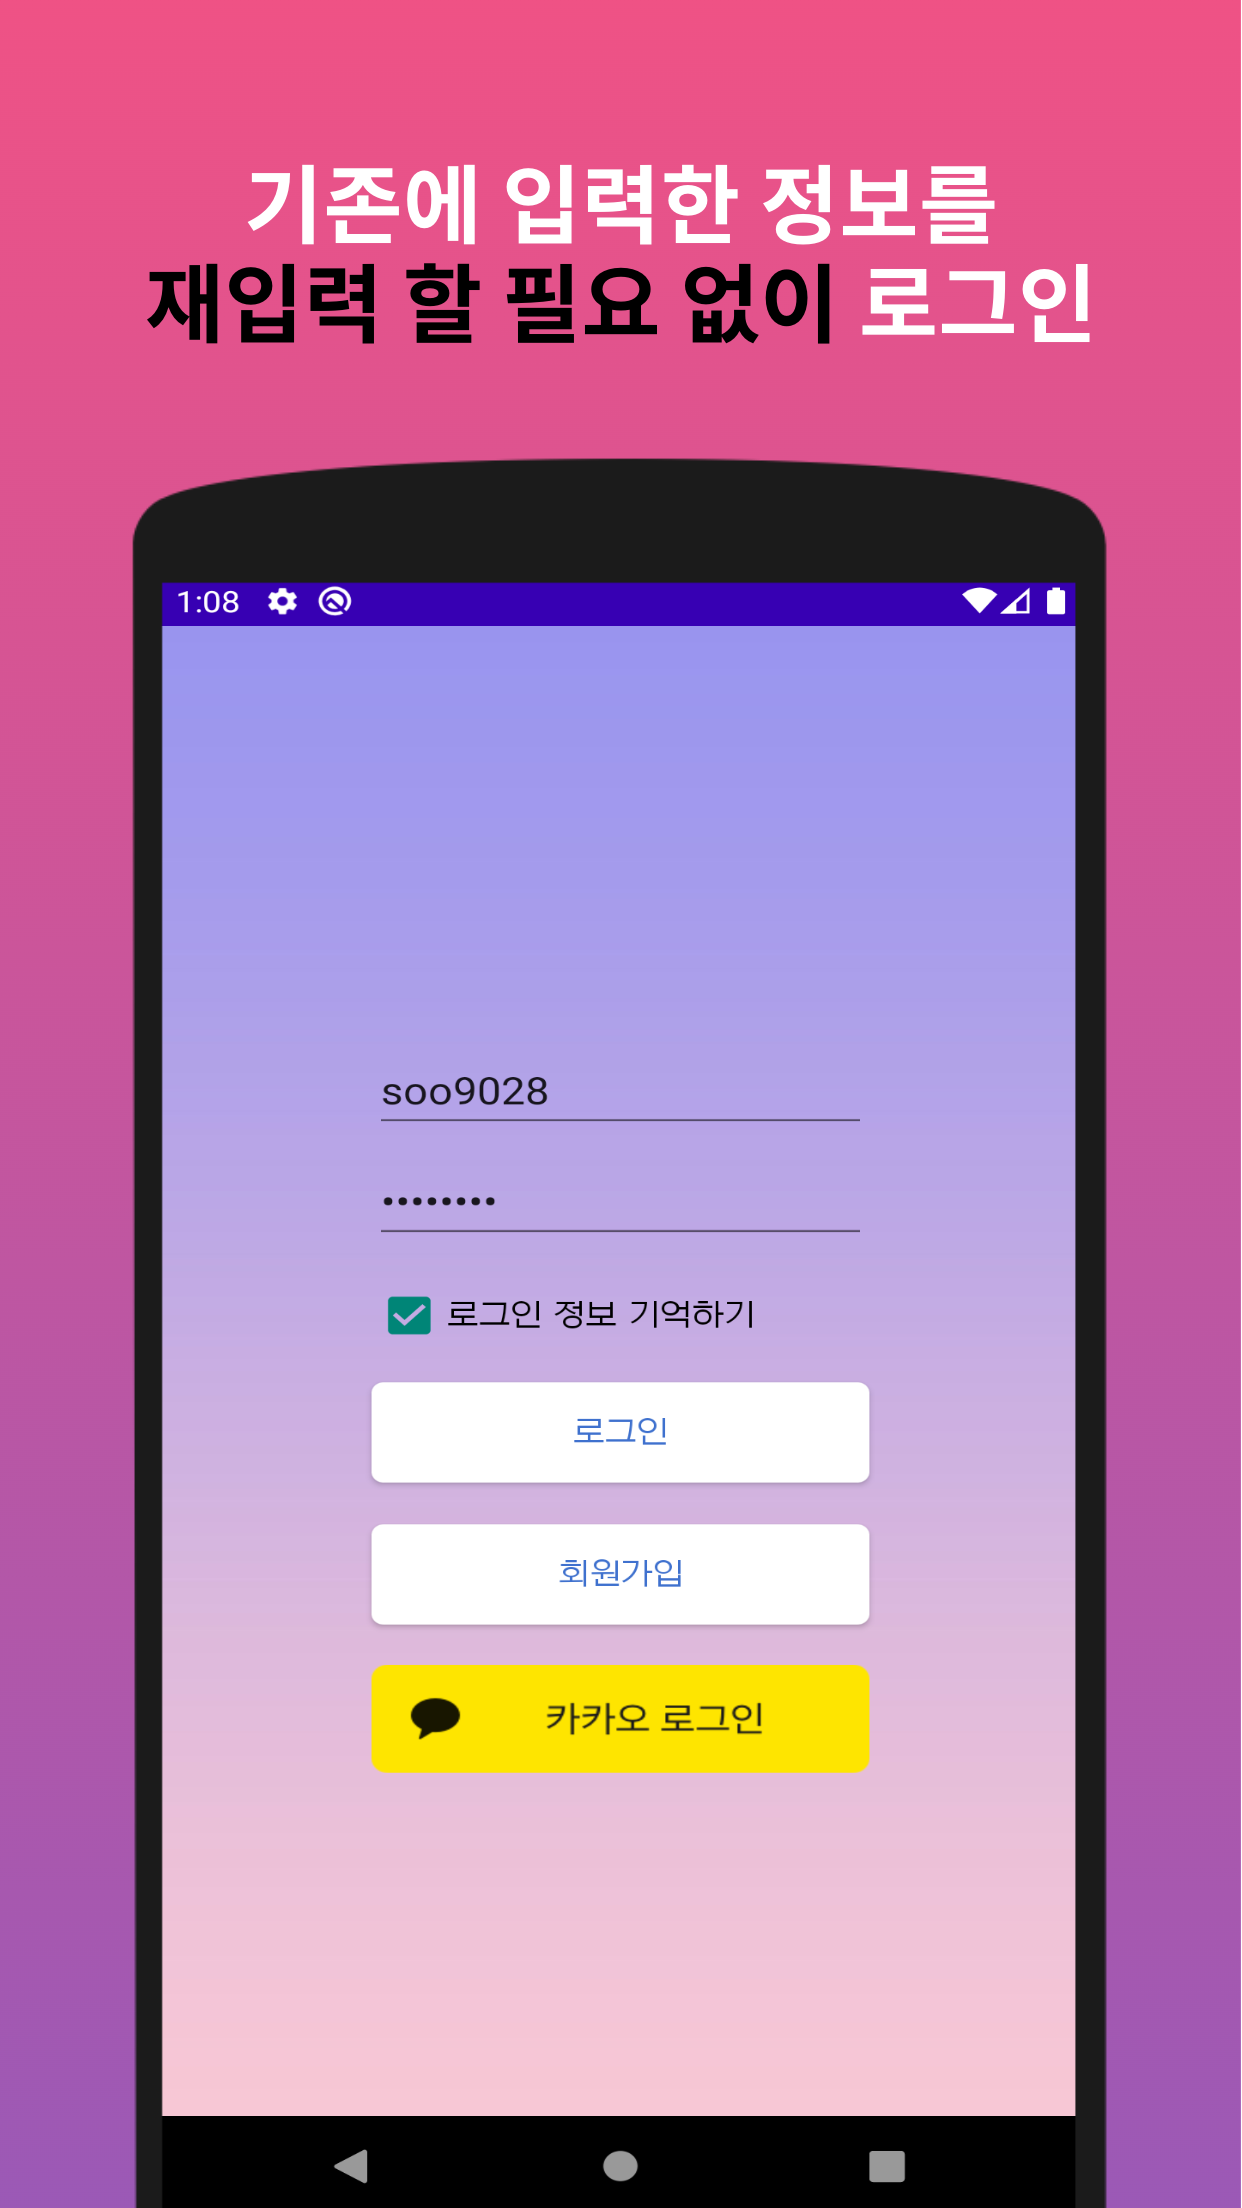 기존에 입력한 정보를
재입력 할 필요 없이 로그인
1:08
soo9028
••••••••
로그인 정보 기억하기
로그인
회원가입
카카오 로그인